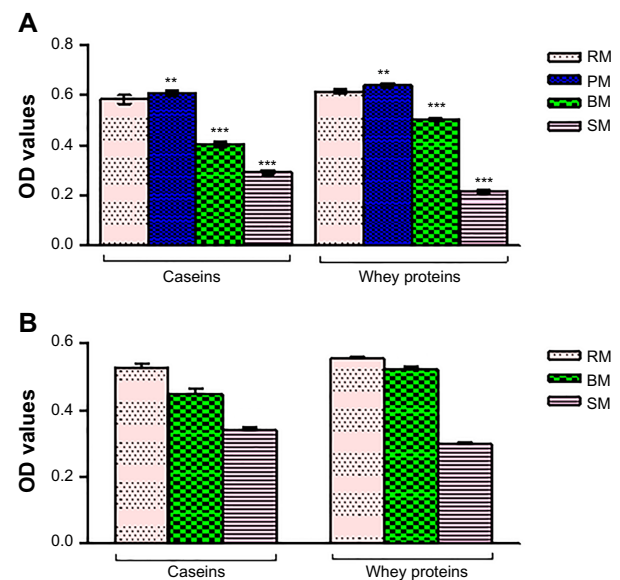 A
0.8
0.6
0.4
0.2
0.0
OD values
**
***
***
**
***
***
Caseins
Whey proteins
RM
PM
BM
SM
B
0.6
0.4
0.2
0.0
OD values
Caseins
Whey proteins
RM
BM
SM